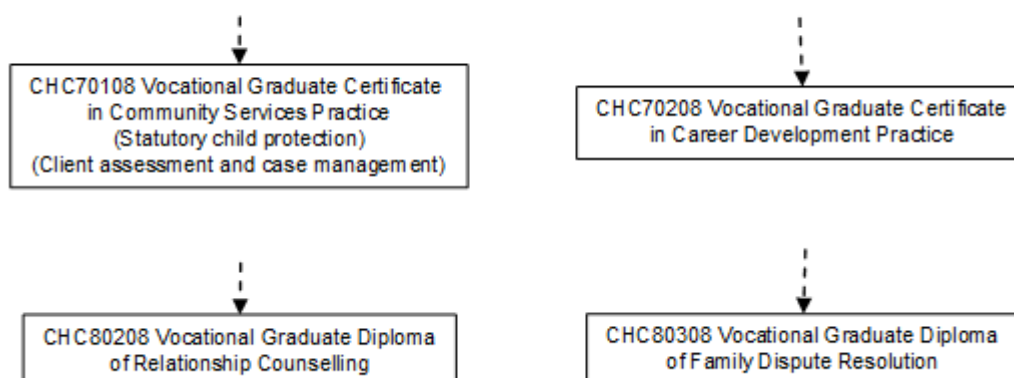 CHC70108 Vocational Graduate Certificate
in Community Services Practice
(Statutory child protection)
(Client assessment and case management)
CHC70208 Vocational Graduate Certificate
in Career Development Practice
CHC80208 Vocational Graduate Diploma
of Relationship Counselling
CHC80308 Vocational Graduate Diploma
of Family Dispute Resolution